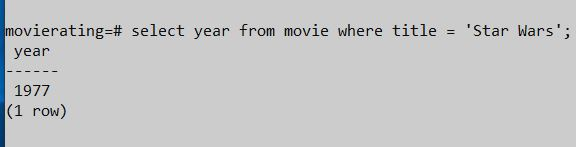 movierating=# select year from movie where title = 'Star Wars';
year
------
1977
(1 row)